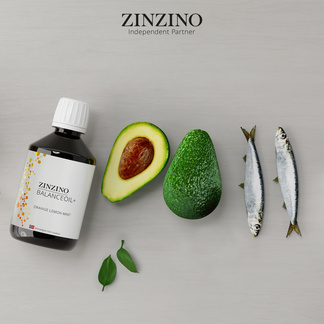 ZINZINO
Independent Partner
ZINZINO
BALANCEOIL+
ORANGE LEMON MINT